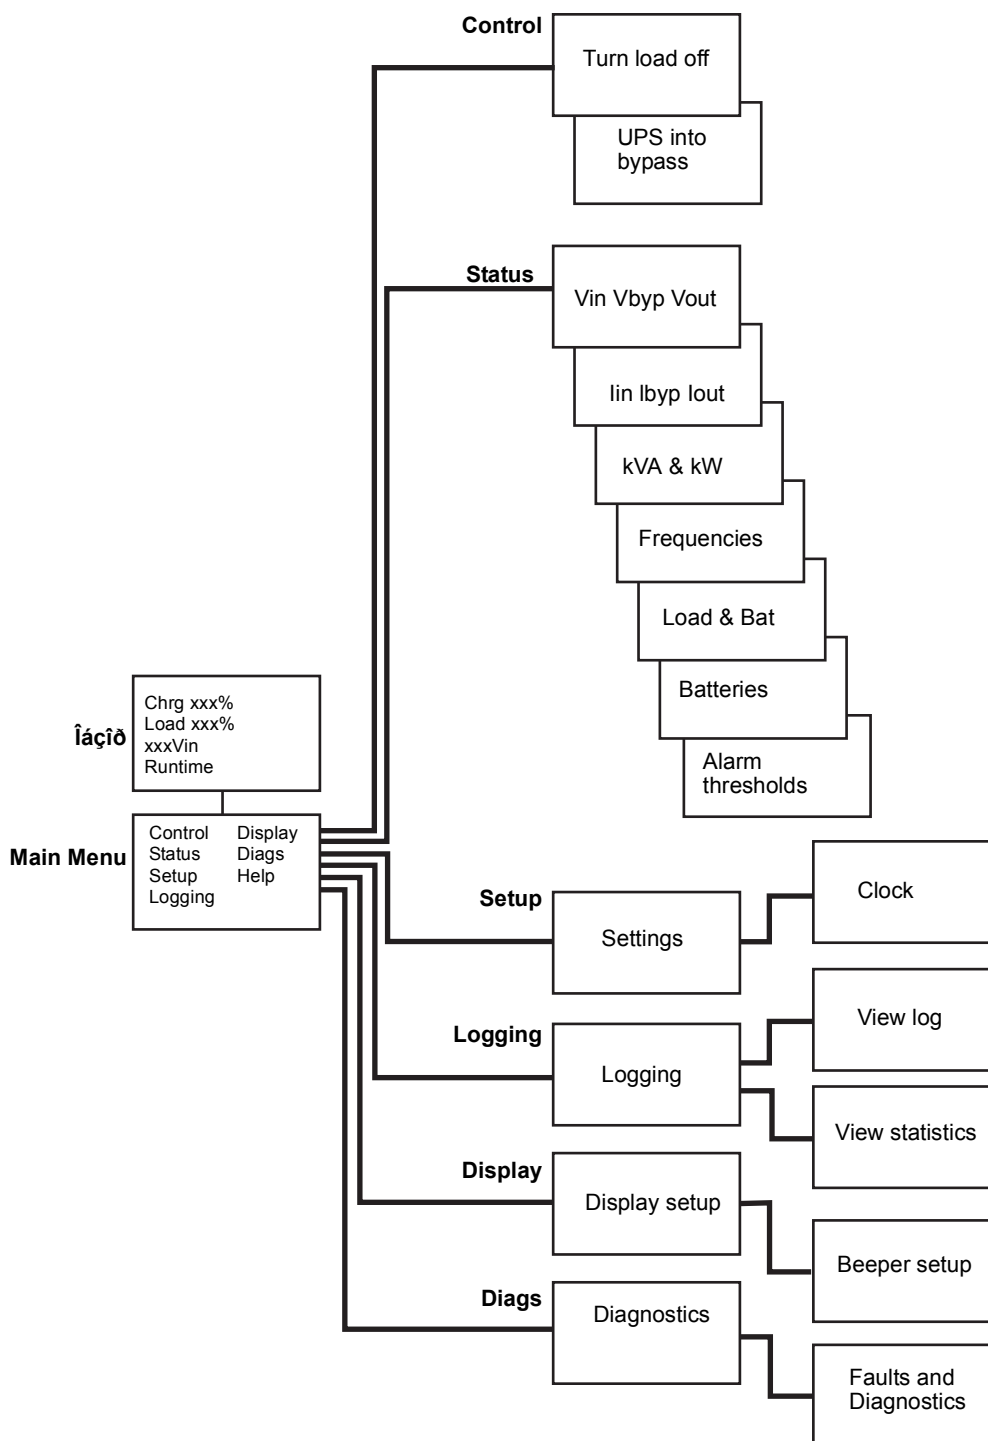 Control
Turn load off
UPS into
bypass
Status
Vin Vbyp Vout
Iin Ibyp Iout
kVA & kW
Frequencies
Load & Bat
Batteries
Alarm
thresholds
Îáçîð
Chrg xxx%
Load xxx%
xxxVin
Runtime
Main Menu
Control Display
Status Diags
Setup Help
Logging
Setup
Settings
Clock
Logging
Logging
View log
View statistics
Display
Display setup
Beeper setup
Diags
Diagnostics
Faults and
Diagnostics